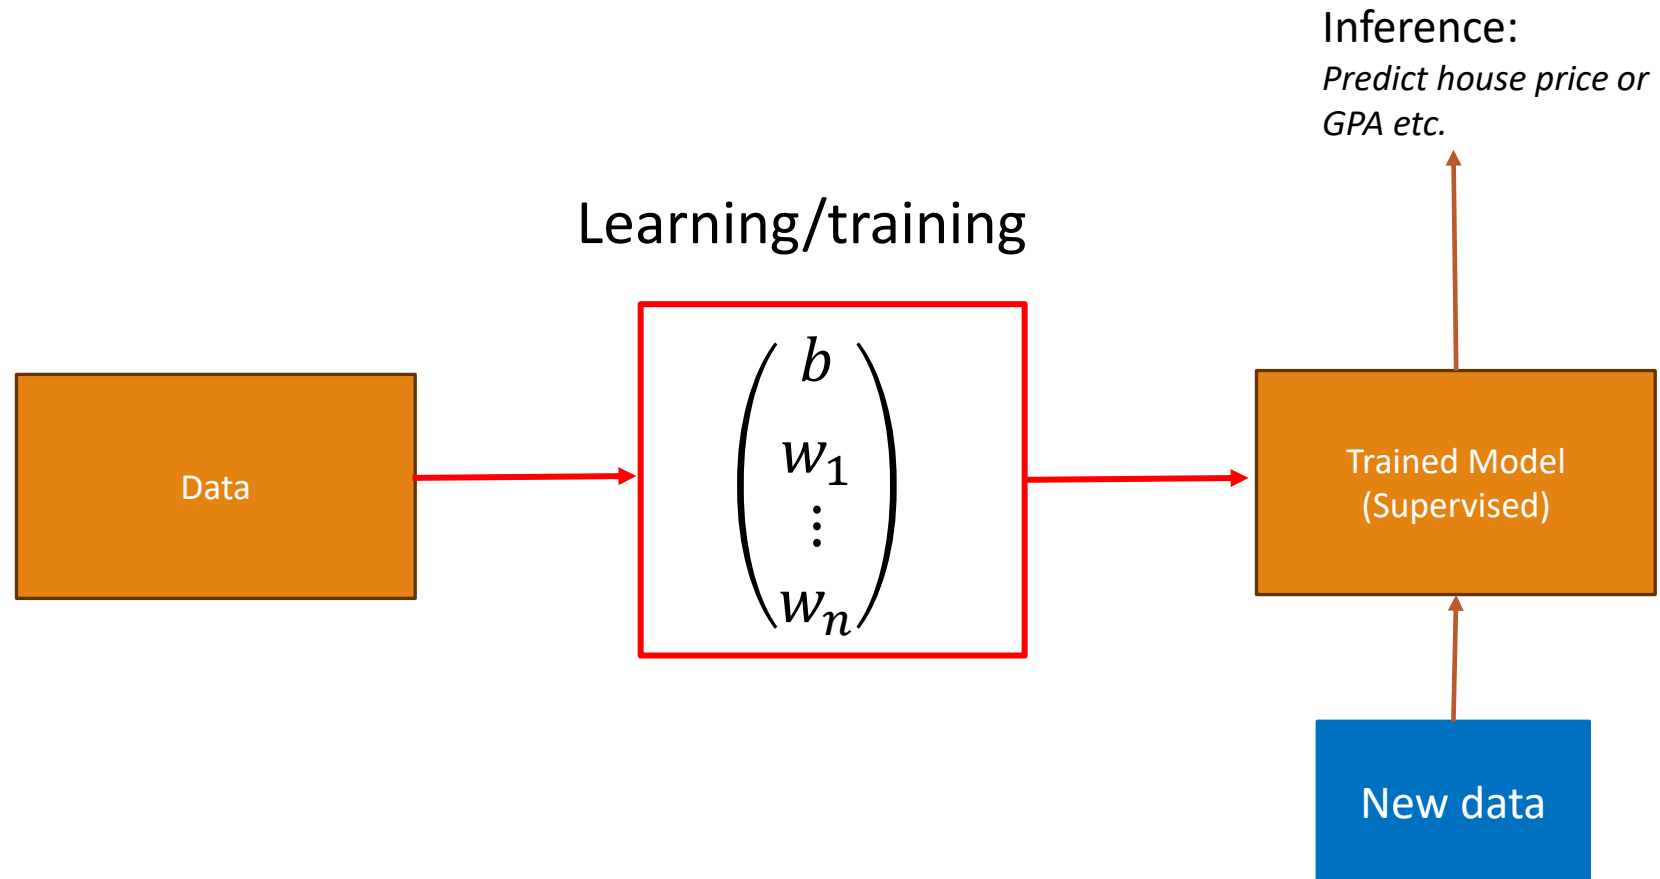 Inference:
Predict house price or
GPA etc.
Learning/training
b
w₁
⋮
wₙ
Data
Trained Model
(Supervised)
New data